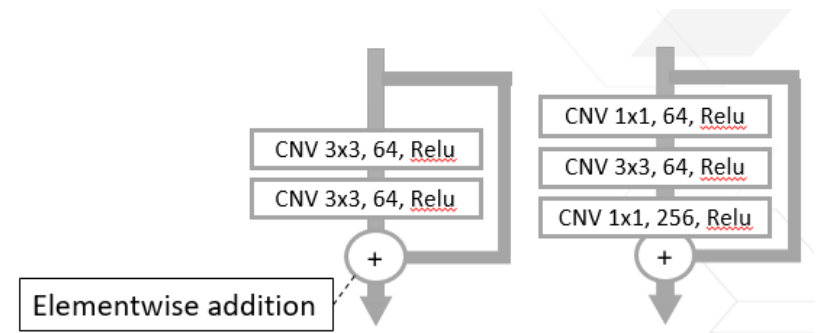 CNV 3x3, 64, Relu
CNV 3x3, 64, Relu
+
Elementwise addition
CNV 1x1, 64, Relu
CNV 3x3, 64, Relu
CNV 1x1, 256, Relu
+